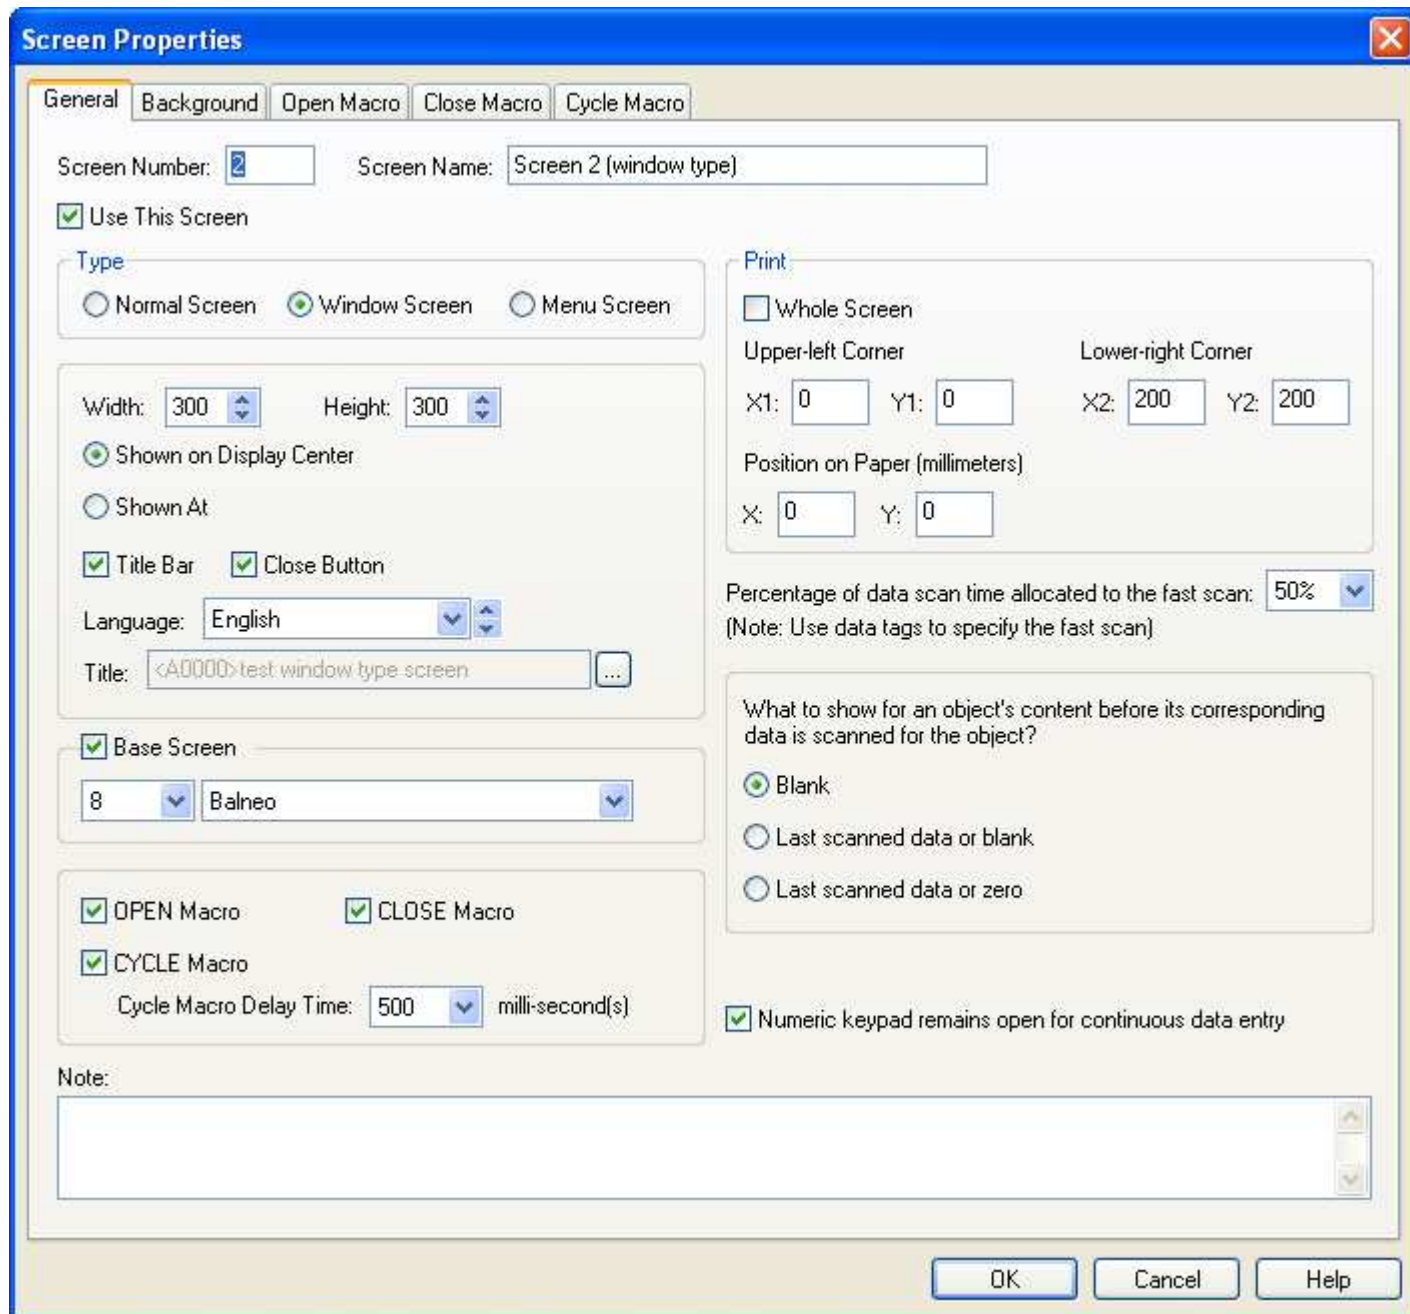 Screen Properties
General Background Open Macro Close Macro Cycle Macro
Screen Number: 2 Screen Name: Screen 2 (window type)
Use This Screen
Type
Normal Screen Window Screen Menu Screen
Width: 300 Height: 300
Shown on Display Center
Shown At
Title Bar Close Button
Language: English
Title: <A0000>test window type screen ...
Base Screen
8 Balneo
OPEN Macro CLOSE Macro
CYCLE Macro
Cycle Macro Delay Time: 500 milli-second(s)
Print
Whole Screen
Upper-left Corner Lower-right Corner
X1: 0 Y1: 0 X2: 200 Y2: 200
Position on Paper (millimeters)
X: 0 Y: 0
Percentage of data scan time allocated to the fast scan: 50%
(Note: Use data tags to specify the fast scan)
What to show for an object's content before its corresponding
data is scanned for the object?
Blank
Last scanned data or blank
Last scanned data or zero
Numeric keypad remains open for continuous data entry
Note:
OK Cancel Help